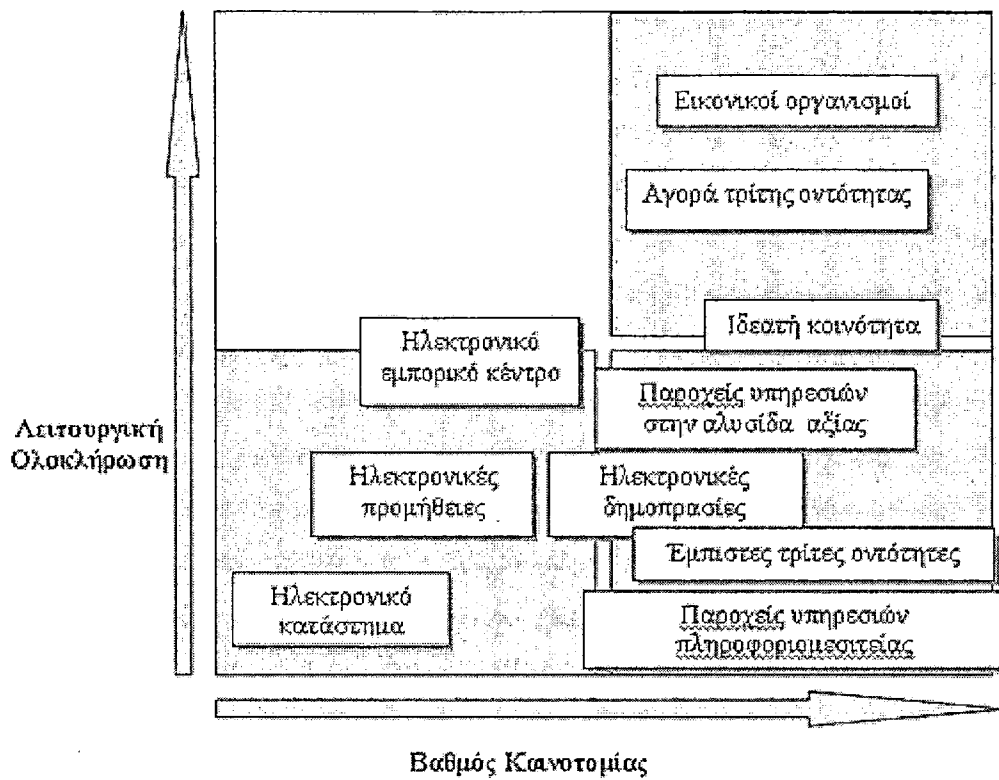 Εικονικοί οργανισμοί
Αγορά τρίτης οντότητας
Ιδεατή κοινότητα
Ηλεκτρονικό
εμπορικό κέντρο
Παροχείς υπηρεσιών
στην αλυσίδα αξίας
Λειτουργική
Ολοκλήρωση
Ηλεκτρονικές
προμήθειες
Ηλεκτρονικές
δημοπρασίες
Έμπιστες τρίτες οντότητες
Ηλεκτρονικό
κατάστημα
Παροχείς υπηρεσιών
πληροφοριομεσιτείας
Βαθμός Καινοτομίας